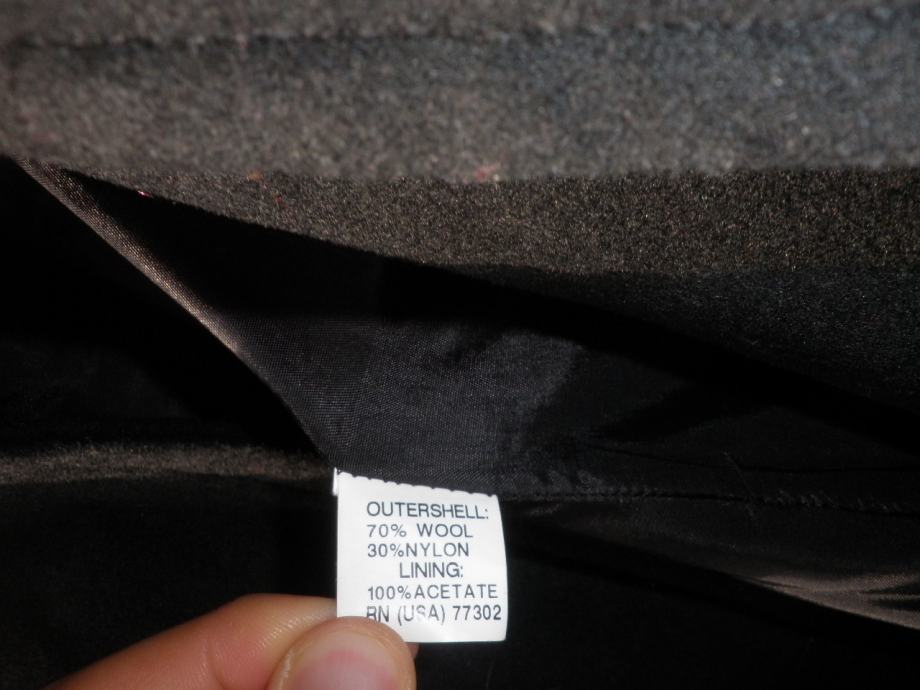 OUTERSHELL:
70% WOOL
30%NYLON
LINING:
100%ACETATE
RN (USA) 77302